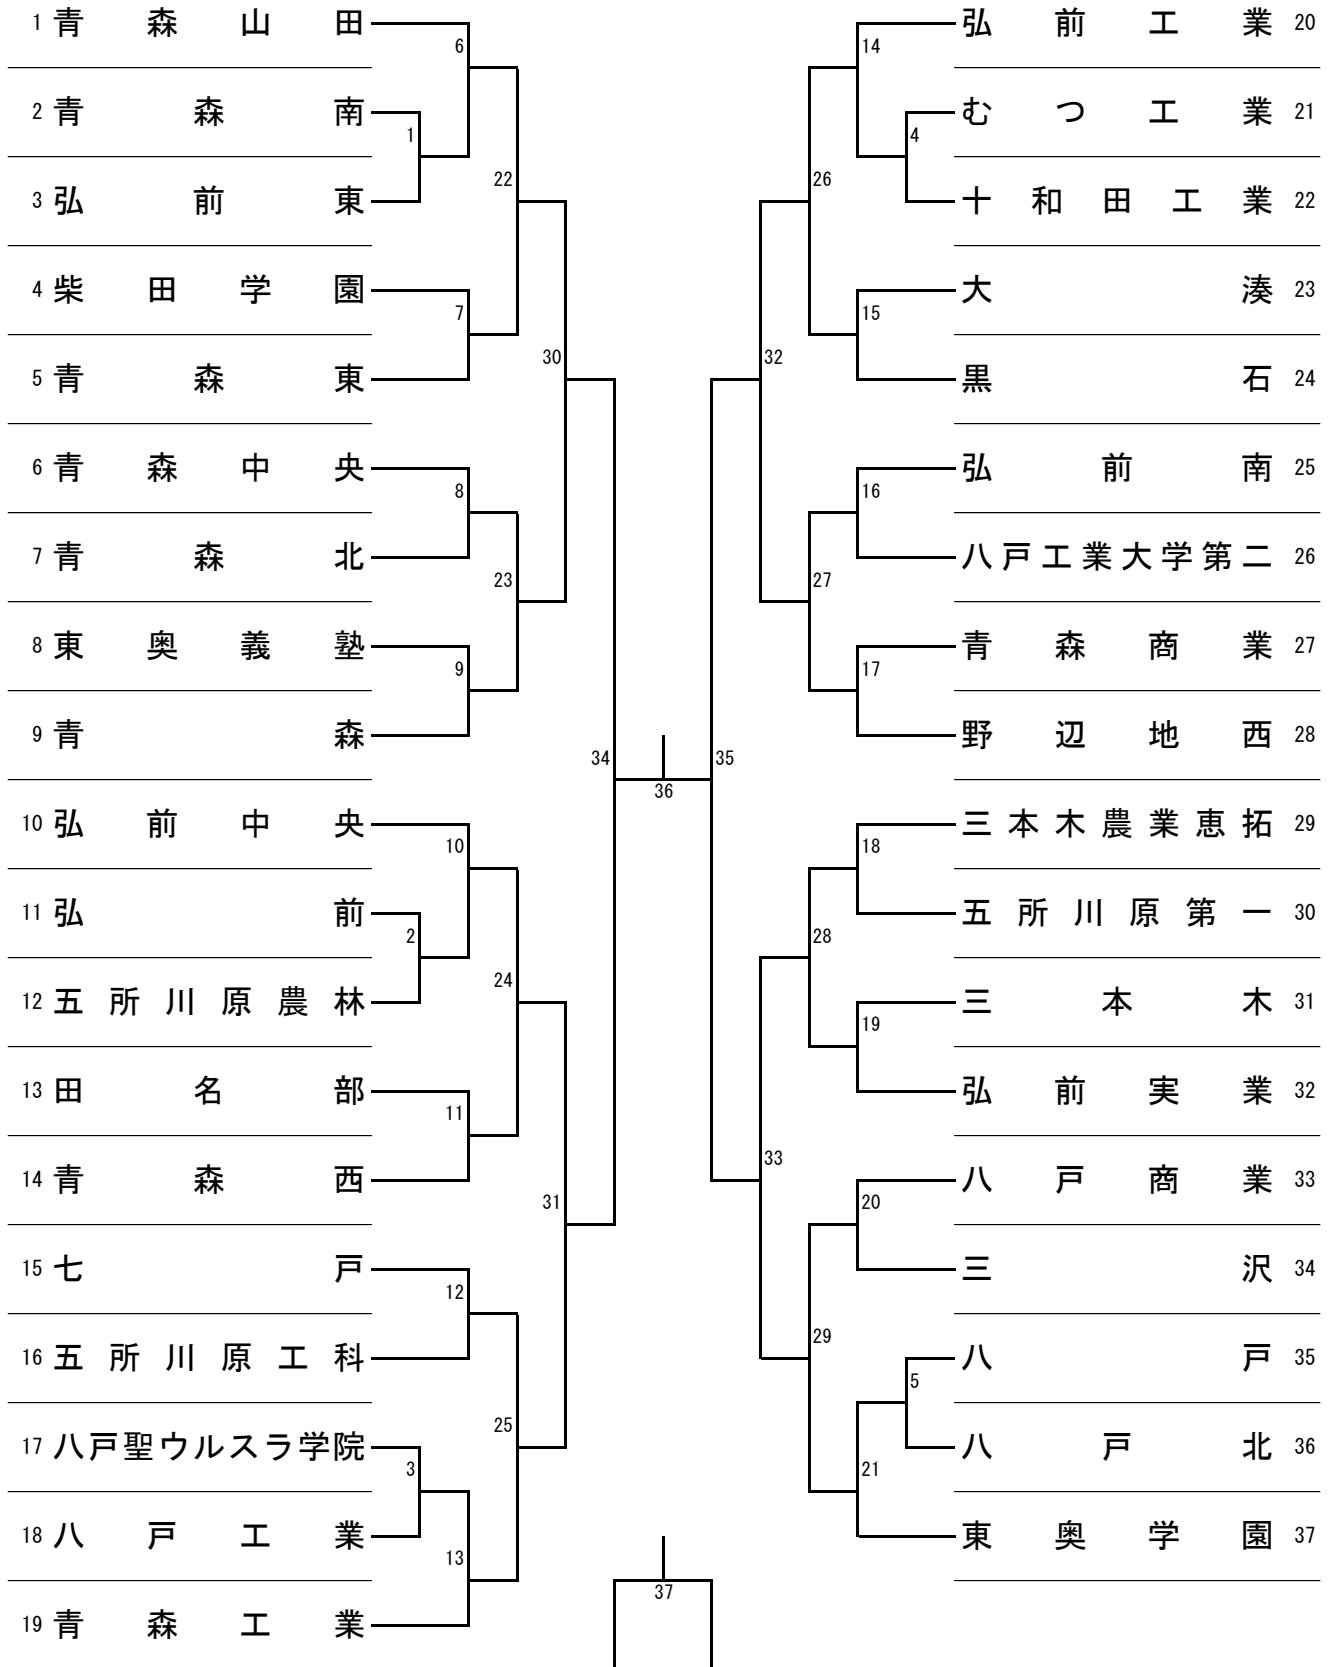 1 青森山田
2 青森南
3 弘前東
4 柴田学園
5 青森東
6 青森中央
7 青森北
8 東奥義塾
9 青森
10 弘前中央
11 弘前
12 五所川原農林
13 田名部
14 青森西
15 七戸
16 五所川原工科
17 八戸聖ウルスラ学院
18 八戸工業
19 青森工業
6
1
22
7
30
8
23
9
34
10
2
24
11
31
12
25
3
13
36
37
14
4
26
15
32
16
27
17
35
18
28
19
33
20
29
5
21
弘前工業 20
むつ工業 21
十和田工業 22
大湊 23
黒石 24
弘前南 25
八戸工業大学第二 26
青森商業 27
野辺地西 28
三本木農業恵拓 29
五所川原第一 30
三本木 31
弘前実業 32
八戸商業 33
三沢 34
八戸 35
八戸北 36
東奥学園 37